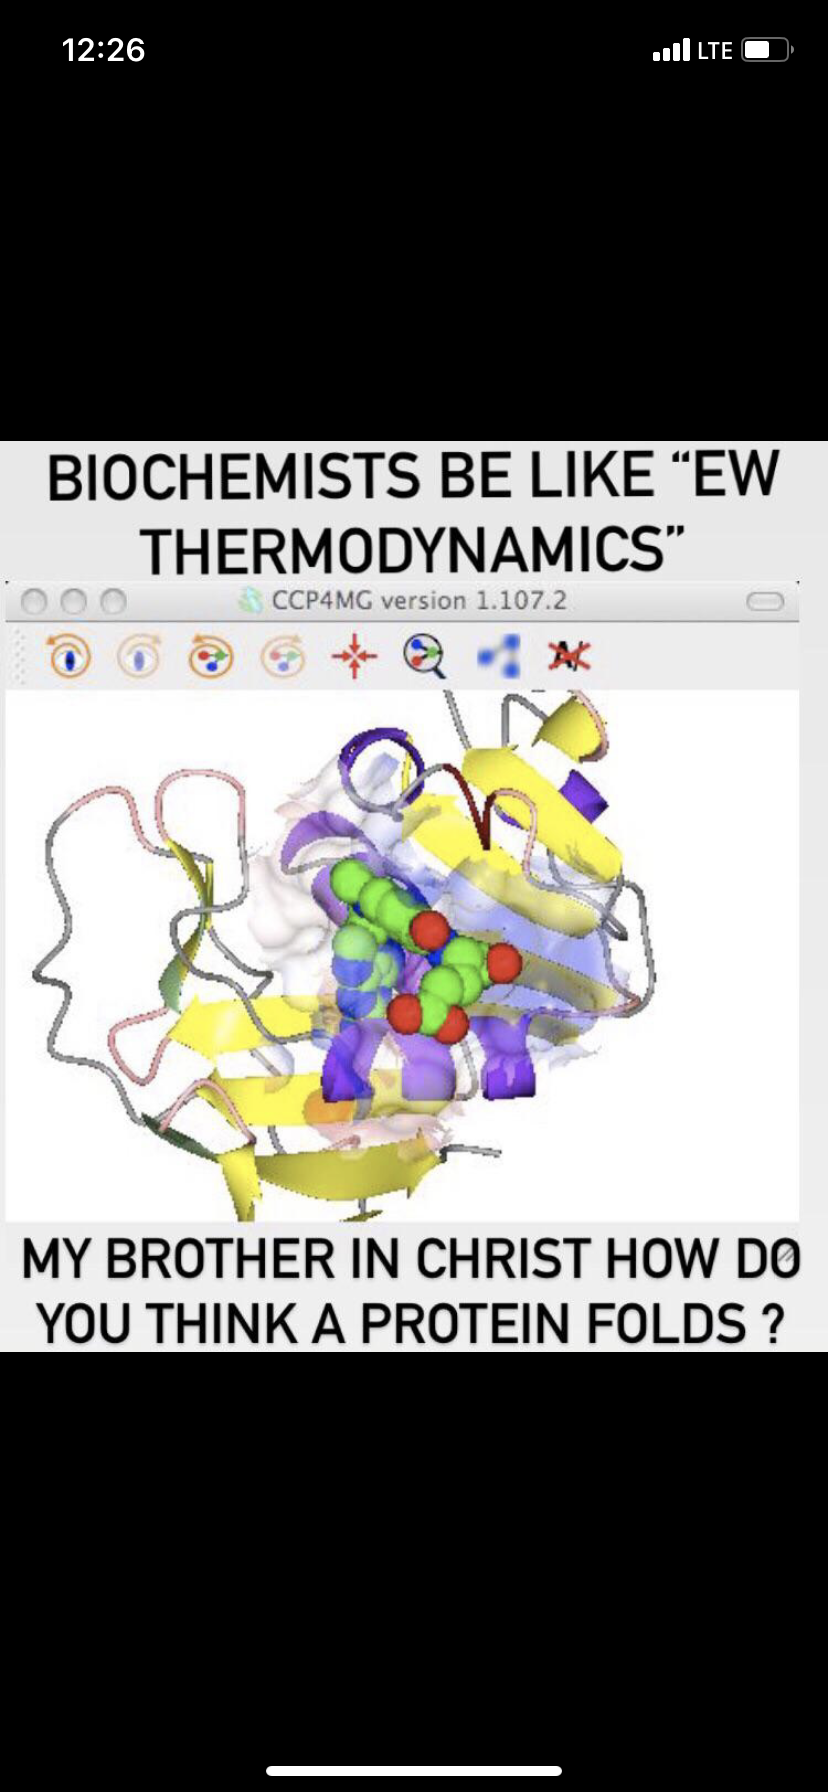 12:26
LTE
BIOCHEMISTS BE LIKE “EW
THERMODYNAMICS”
CCP4MG version 1.107.2
MY BROTHER IN CHRIST HOW DO
YOU THINK A PROTEIN FOLDS ?